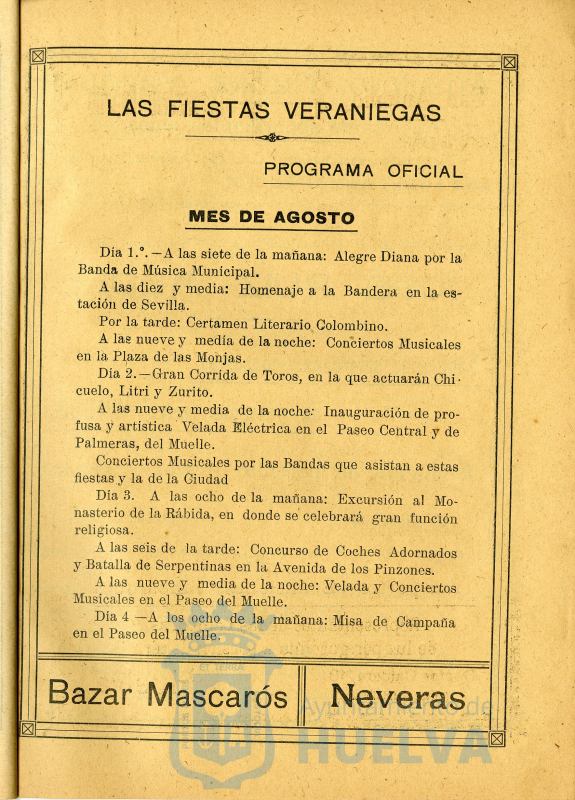 LAS FIESTAS VERANIEGAS
PROGRAMA OFICIAL
MES DE AGOSTO
Día 1.º.—A las siete de la mañana: Alegre Diana por la
Banda de Música Municipal.
A las diez y media: Homenaje a la Bandera en la es-
tación de Sevilla.
Por la tarde: Certamen Literario Colombino.
A las nueve y media de la noche: Conciertos Musicales
en la Plaza de las Monjas.
Día 2.—Gran Corrida de Toros, en la que actuarán Chi-
cuelo, Litri y Zurito.
A las nueve y media de la noche: Inauguración de pro-
fusa y artística Velada Eléctrica en el Paseo Central y de
Palmeras, del Muelle.
Conciertos Musicales por las Bandas que asistan a estas
fiestas y la de la Ciudad
Día 3. A las ocho de la mañana: Excursión al Mo-
nasterio de la Rábida, en donde se celebrará gran función
religiosa.
A las seis de la tarde: Concurso de Coches Adornados
y Batalla de Serpentinas en la Avenida de los Pinzones.
A las nueve y media de la noche: Velada y Conciertos
Musicales en el Paseo del Muelle.
Día 4 —A los ocho de la mañana: Misa de Campaña
en el Paseo del Muelle.
Bazar Mascarós
Neveras
Ayuntamiento de
HUELVA